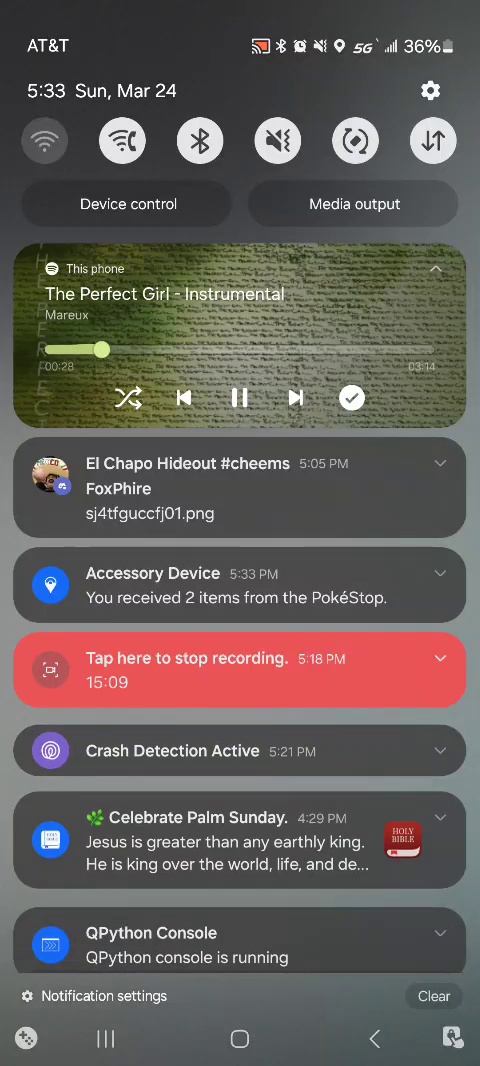 AT&T
5G 36%
5:33 Sun, Mar 24
Device control
Media output
This phone
The Perfect Girl - Instrumental
Mareux
00:28
03:14
El Chapo Hideout #cheems 5:05 PM
FoxPhire
sj4tfguccfj01.png
Accessory Device 5:33 PM
You received 2 items from the PokéStop.
Tap here to stop recording. 5:18 PM
15:09
Crash Detection Active 5:21 PM
🌿 Celebrate Palm Sunday. 4:29 PM
Jesus is greater than any earthly king.
He is king over the world, life, and de...
HOLY
BIBLE
QPython Console
QPython console is running
Notification settings
Clear